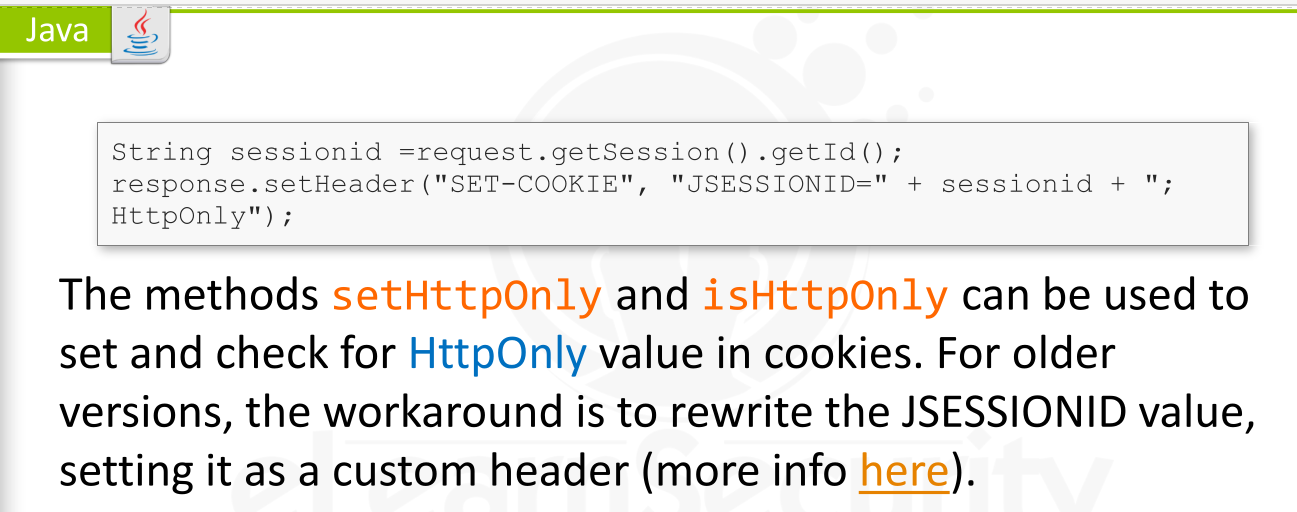 Java
String sessionid =request.getSession().getId();
response.setHeader("SET-COOKIE", "JSESSIONID=" + sessionid + ";
HttpOnly");
The methods setHttpOnly and isHttpOnly can be used to
set and check for HttpOnly value in cookies. For older
versions, the workaround is to rewrite the JSESSIONID value,
setting it as a custom header (more info here).
eLearnSecurity